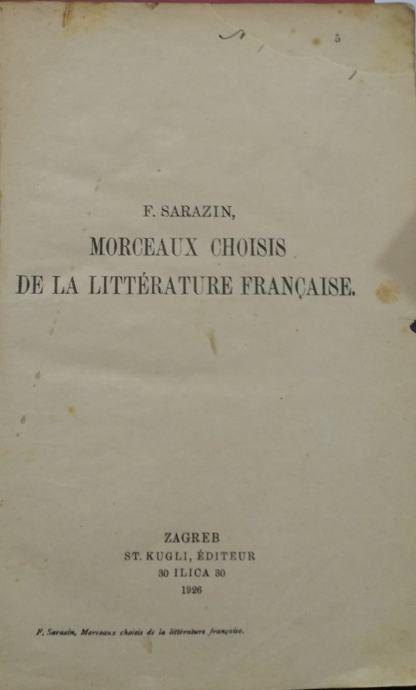 5
F. SARAZIN,
MORCEAUX CHOISIS
DE LA LITTÉRATURE FRANÇAISE.
ZAGREB
ST. KUGLI, ÉDITEUR
30 ILICA 30
1926
F. Sarazin, Morceaux choisis de la littérature française.